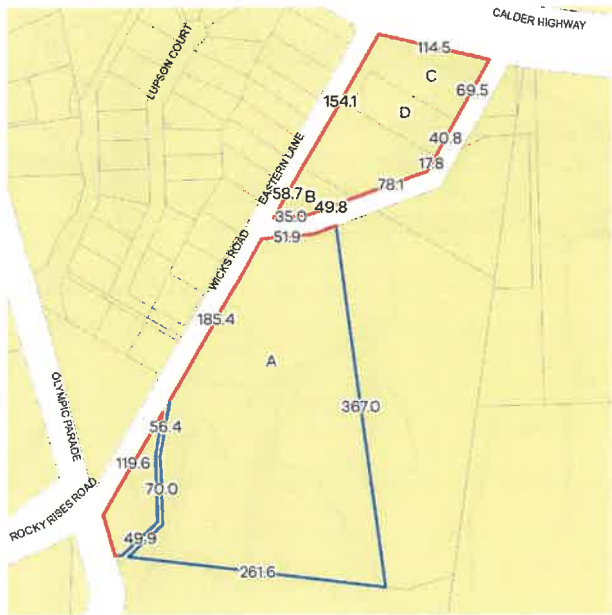 CALDER HIGHWAY
LUPSON COURT
114.5
C
69.5
154.1
D
40.8
17.8
EASTERN LANE
58.7
B
78.1
49.8
35.0
51.9
WICKS ROAD
185.4
A
OLYMPIC PARADE
367.0
56.4
119.6
70.0
ROCKY RISES ROAD
49.9
261.6